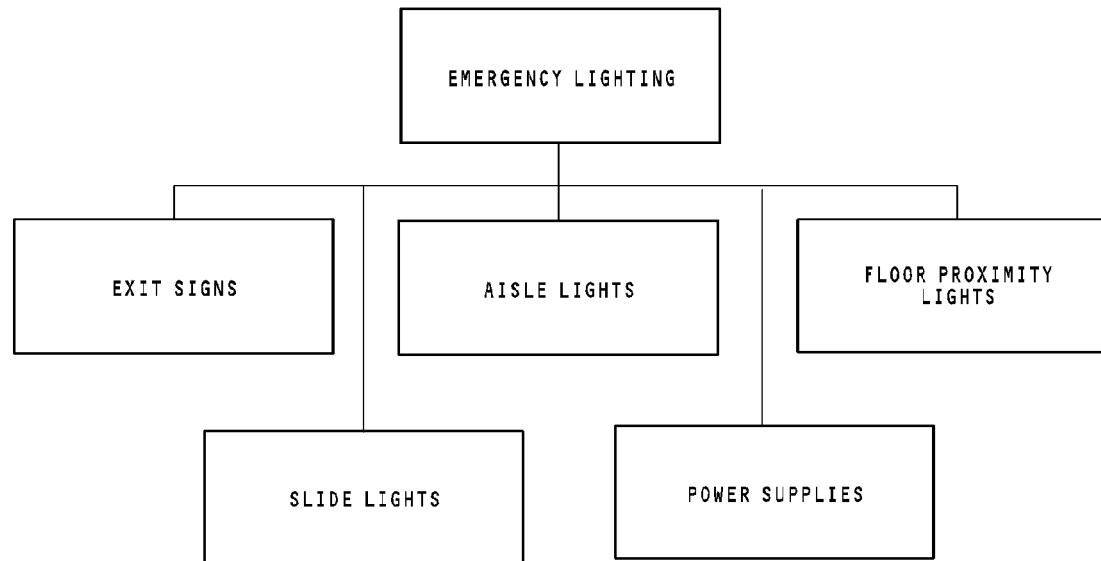 EMERGENCY LIGHTING
EXIT SIGNS
AISLE LIGHTS
FLOOR PROXIMITY
LIGHTS
SLIDE LIGHTS
POWER SUPPLIES